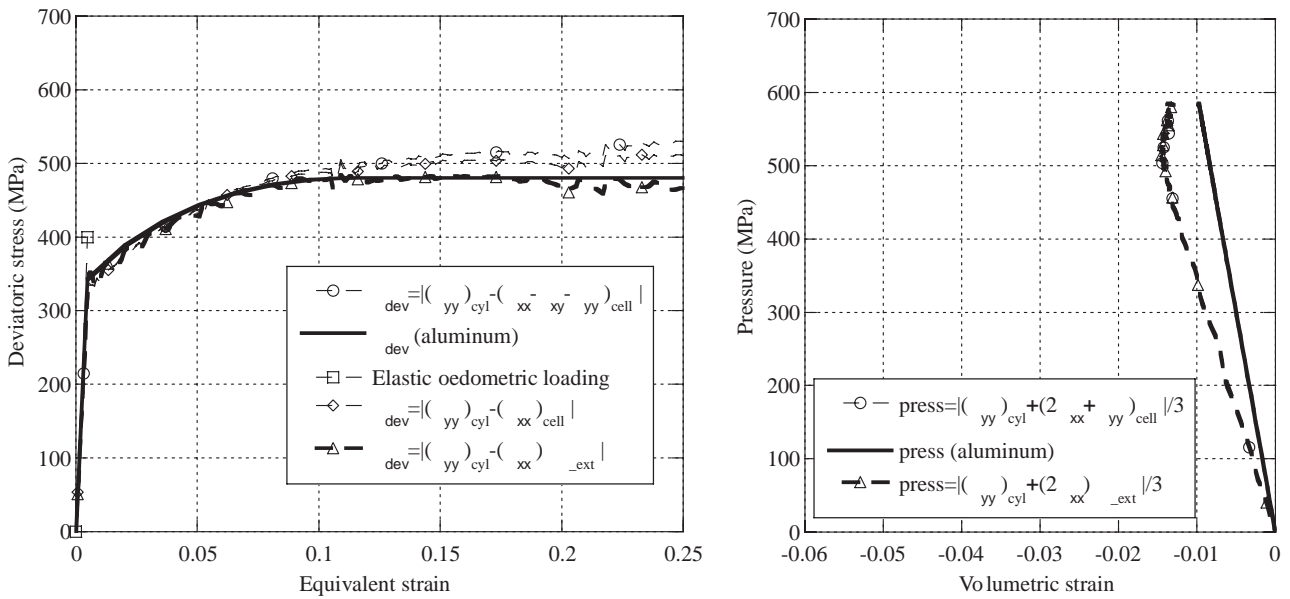 700
600
500
400
300
200
100
0
Deviatoric stress (MPa)
0 0.05 0.1 0.15 0.2 0.25
Equivalent strain
dev=|( yy)cyl-( xx- xy- yy)cell |
dev (aluminum)
Elastic oedometric loading
dev=|( yy)cyl-( xx)cell |
dev=|( yy)cyl-( xx) _ext |
700
600
500
400
300
200
100
0
Pressure (MPa)
-0.06 -0.05 -0.04 -0.03 -0.02 -0.01 0
Vo lumetric strain
press=|( yy)cyl+(2 xx+ yy)cell |/3
press (aluminum)
press=|( yy)cyl+(2 xx) _ext |/3